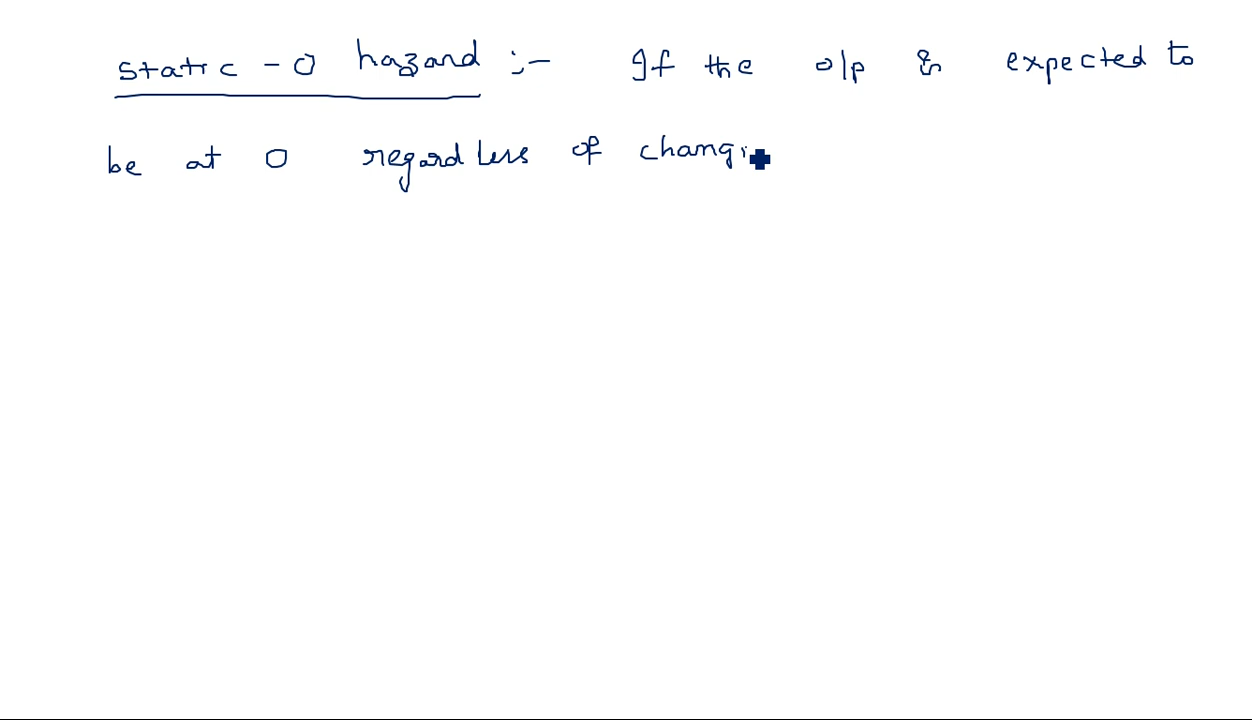 static - 0 hazard :- If the o/p is expected to
be at 0 regardless of changi